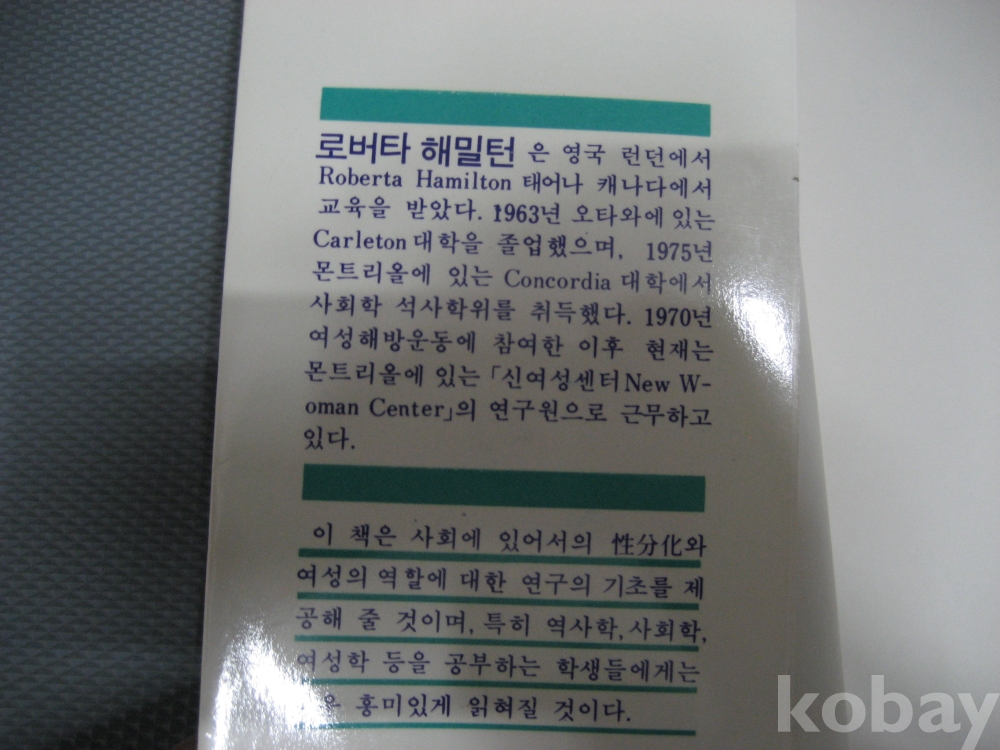 로버타 해밀턴 은 영국 런던에서
Roberta Hamilton 태어나 캐나다에서
교육을 받았다. 1963년 오타와에 있는
Carleton 대학을 졸업했으며, 1975년
몬트리올에 있는 Concordia 대학에서
사회학 석사학위를 취득했다. 1970년
여성해방운동에 참여한 이후 현재는
몬트리올에 있는 「신여성센터 New W-
oman Center」의 연구원으로 근무하고
있다.
이 책은 사회에 있어서의 性分化와
여성의 역할에 대한 연구의 기초를 제
공해 줄 것이며, 특히 역사학, 사회학,
여성학 등을 공부하는 학생들에게는
흥미있게 읽혀질 것이다.
kobay